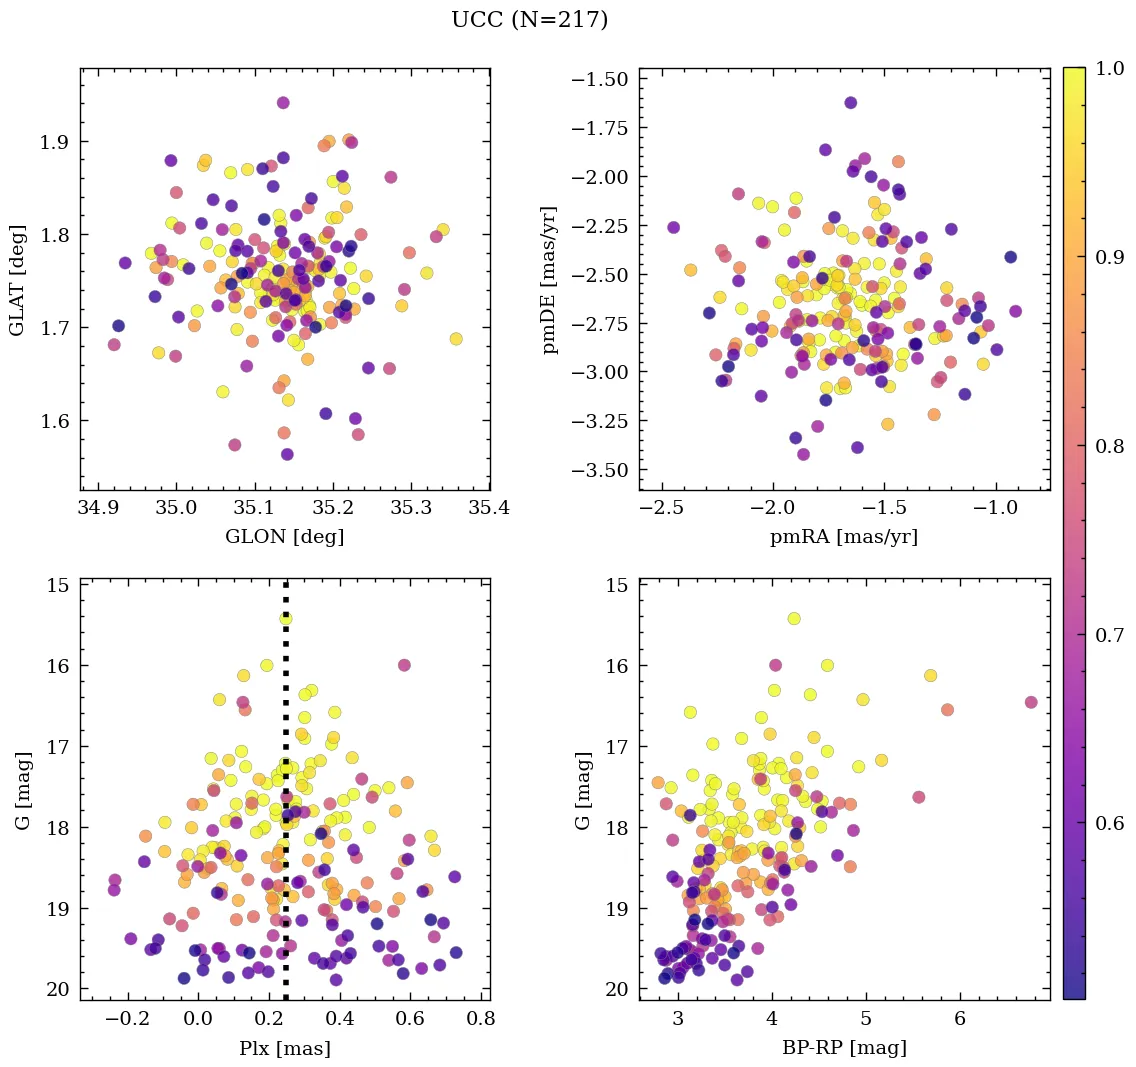 UCC (N=217)
1.9
1.8
1.7
1.6
GLAT [deg]
34.9 35.0 35.1 35.2 35.3 35.4
GLON [deg]
−1.50
−1.75
−2.00
−2.25
−2.50
−2.75
−3.00
−3.25
−3.50
pmDE [mas/yr]
−2.5 −2.0 −1.5 −1.0
pmRA [mas/yr]
15
16
17
18
19
20
G [mag]
−0.2 0.0 0.2 0.4 0.6 0.8
Plx [mas]
15
16
17
18
19
20
G [mag]
3 4 5 6
BP-RP [mag]
1.0
0.9
0.8
0.7
0.6